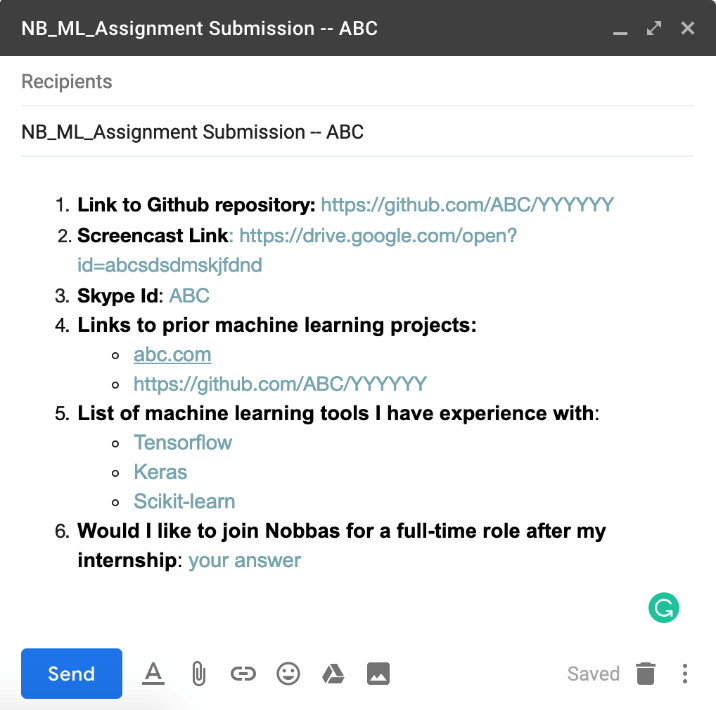 NB_ML_Assignment Submission -- ABC
Recipients
NB_ML_Assignment Submission -- ABC
1. Link to Github repository: https://github.com/ABC/YYYYYY
2. Screencast Link: https://drive.google.com/open?
id=abcsdsdmskjfdnd
3. Skype Id: ABC
4. Links to prior machine learning projects:
abc.com
https://github.com/ABC/YYYYYY
5. List of machine learning tools I have experience with:
Tensorflow
Keras
Scikit-learn
6. Would I like to join Nobbas for a full-time role after my
internship: your answer
Send
Saved